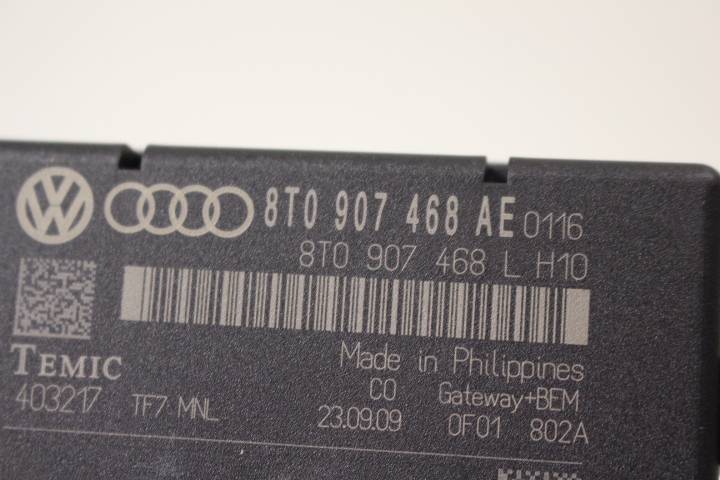 8T0 907 468 AE 0116
8T0 907 468 L H10
TEMIC
Made in Philippines
C0 Gateway+BEM
403217 TF7 MNL 23.09.09 0F01 802A